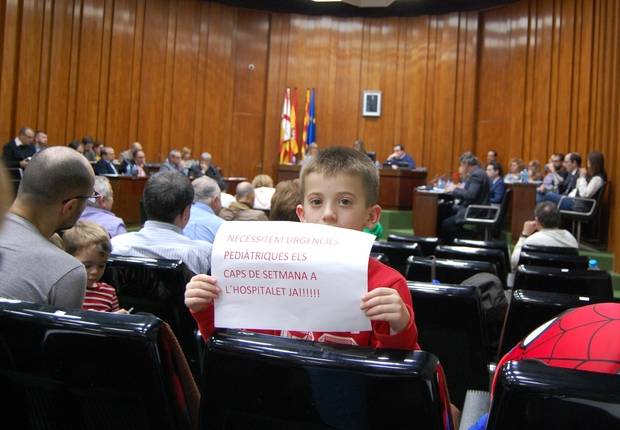 NECESSITEM URGÈNCIES
PEDIÀTRIQUES ELS
CAPS DE SETMANA A
L´HOSPITALET JA!!!!!!